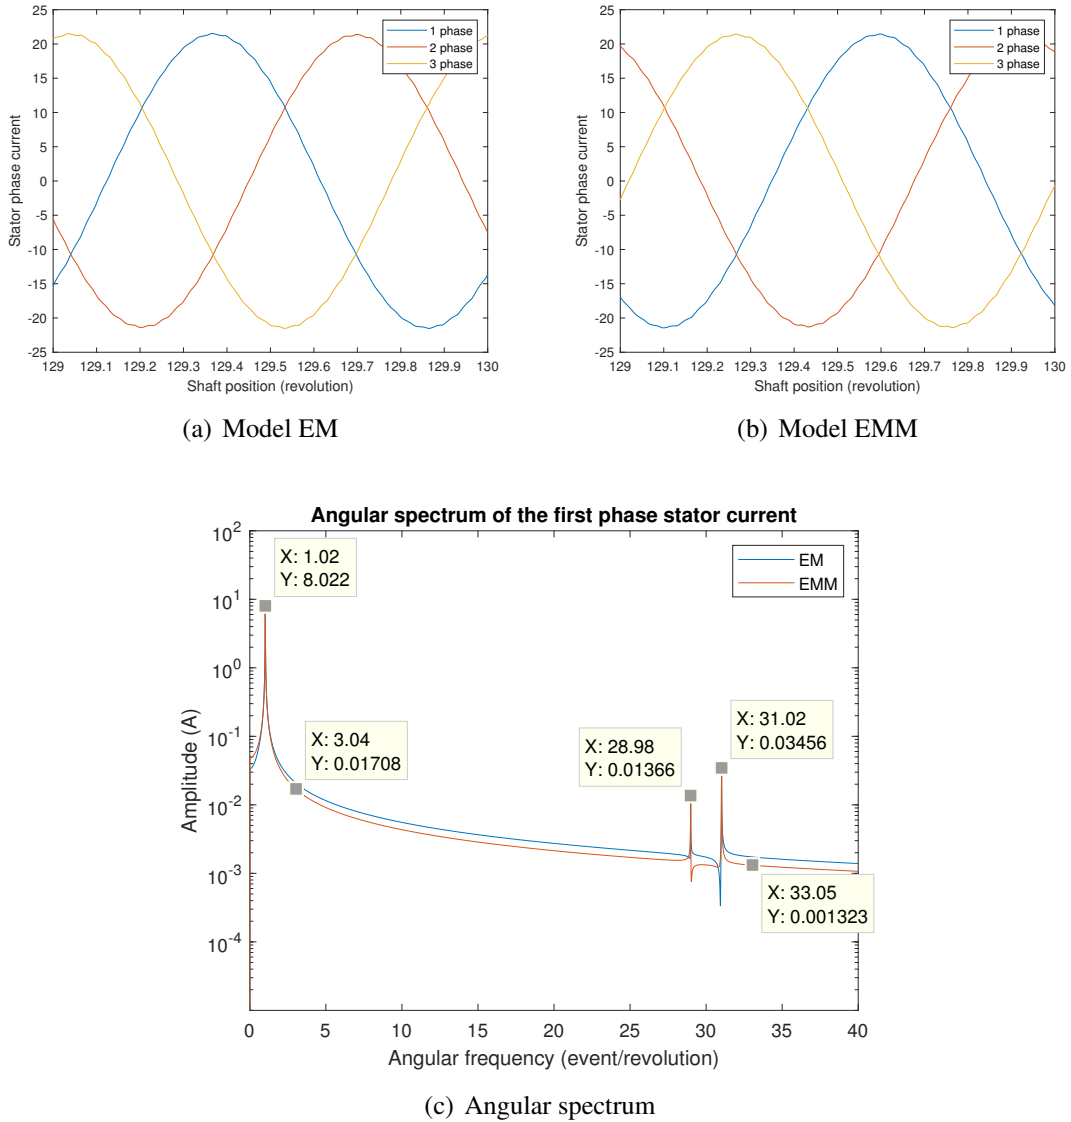 25
20
15
10
5
0
-5
-10
-15
-20
-25
Stator phase current
1 phase
2 phase
3 phase
129 129.1 129.2 129.3 129.4 129.5 129.6 129.7 129.8 129.9 130
Shaft position (revolution)
(a) Model EM
25
20
15
10
5
0
-5
-10
-15
-20
-25
Stator phase current
1 phase
2 phase
3 phase
129 129.1 129.2 129.3 129.4 129.5 129.6 129.7 129.8 129.9 130
Shaft position (revolution)
(b) Model EMM
Angular spectrum of the first phase stator current
10^2
10^1
10^0
10^-1
10^-2
10^-3
10^-4
Amplitude (A)
X: 1.02
Y: 8.022
X: 3.04
Y: 0.01708
X: 28.98
Y: 0.01366
X: 31.02
Y: 0.03456
X: 33.05
Y: 0.001323
EM
EMM
0 5 10 15 20 25 30 35 40
Angular frequency (event/revolution)
(c) Angular spectrum